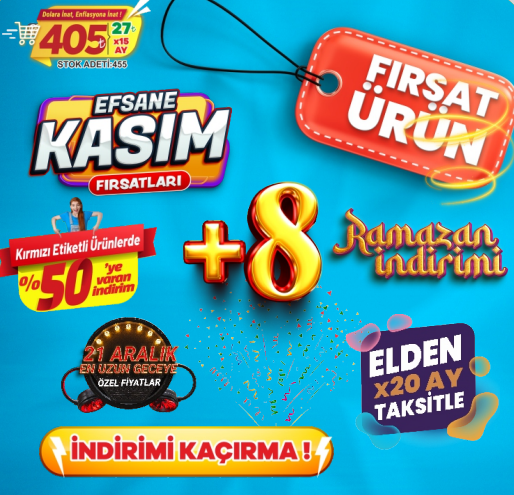 Dolara İnat, Enflasyona İnat !
405₺
27₺
x15
AY
STOK ADETİ:455
FIRSAT
ÜRÜN
EFSANE
KASIM
FIRSATLARI
Kırmızı Etiketli Ürünlerde
%50 'ye
varan
indirim
+8
Ramazan
indirimi
21 ARALIK
EN UZUN GECEYE
ÖZEL FİYATLAR
ELDEN
x20 AY
TAKSİTLE
İNDİRİMİ KAÇIRMA !